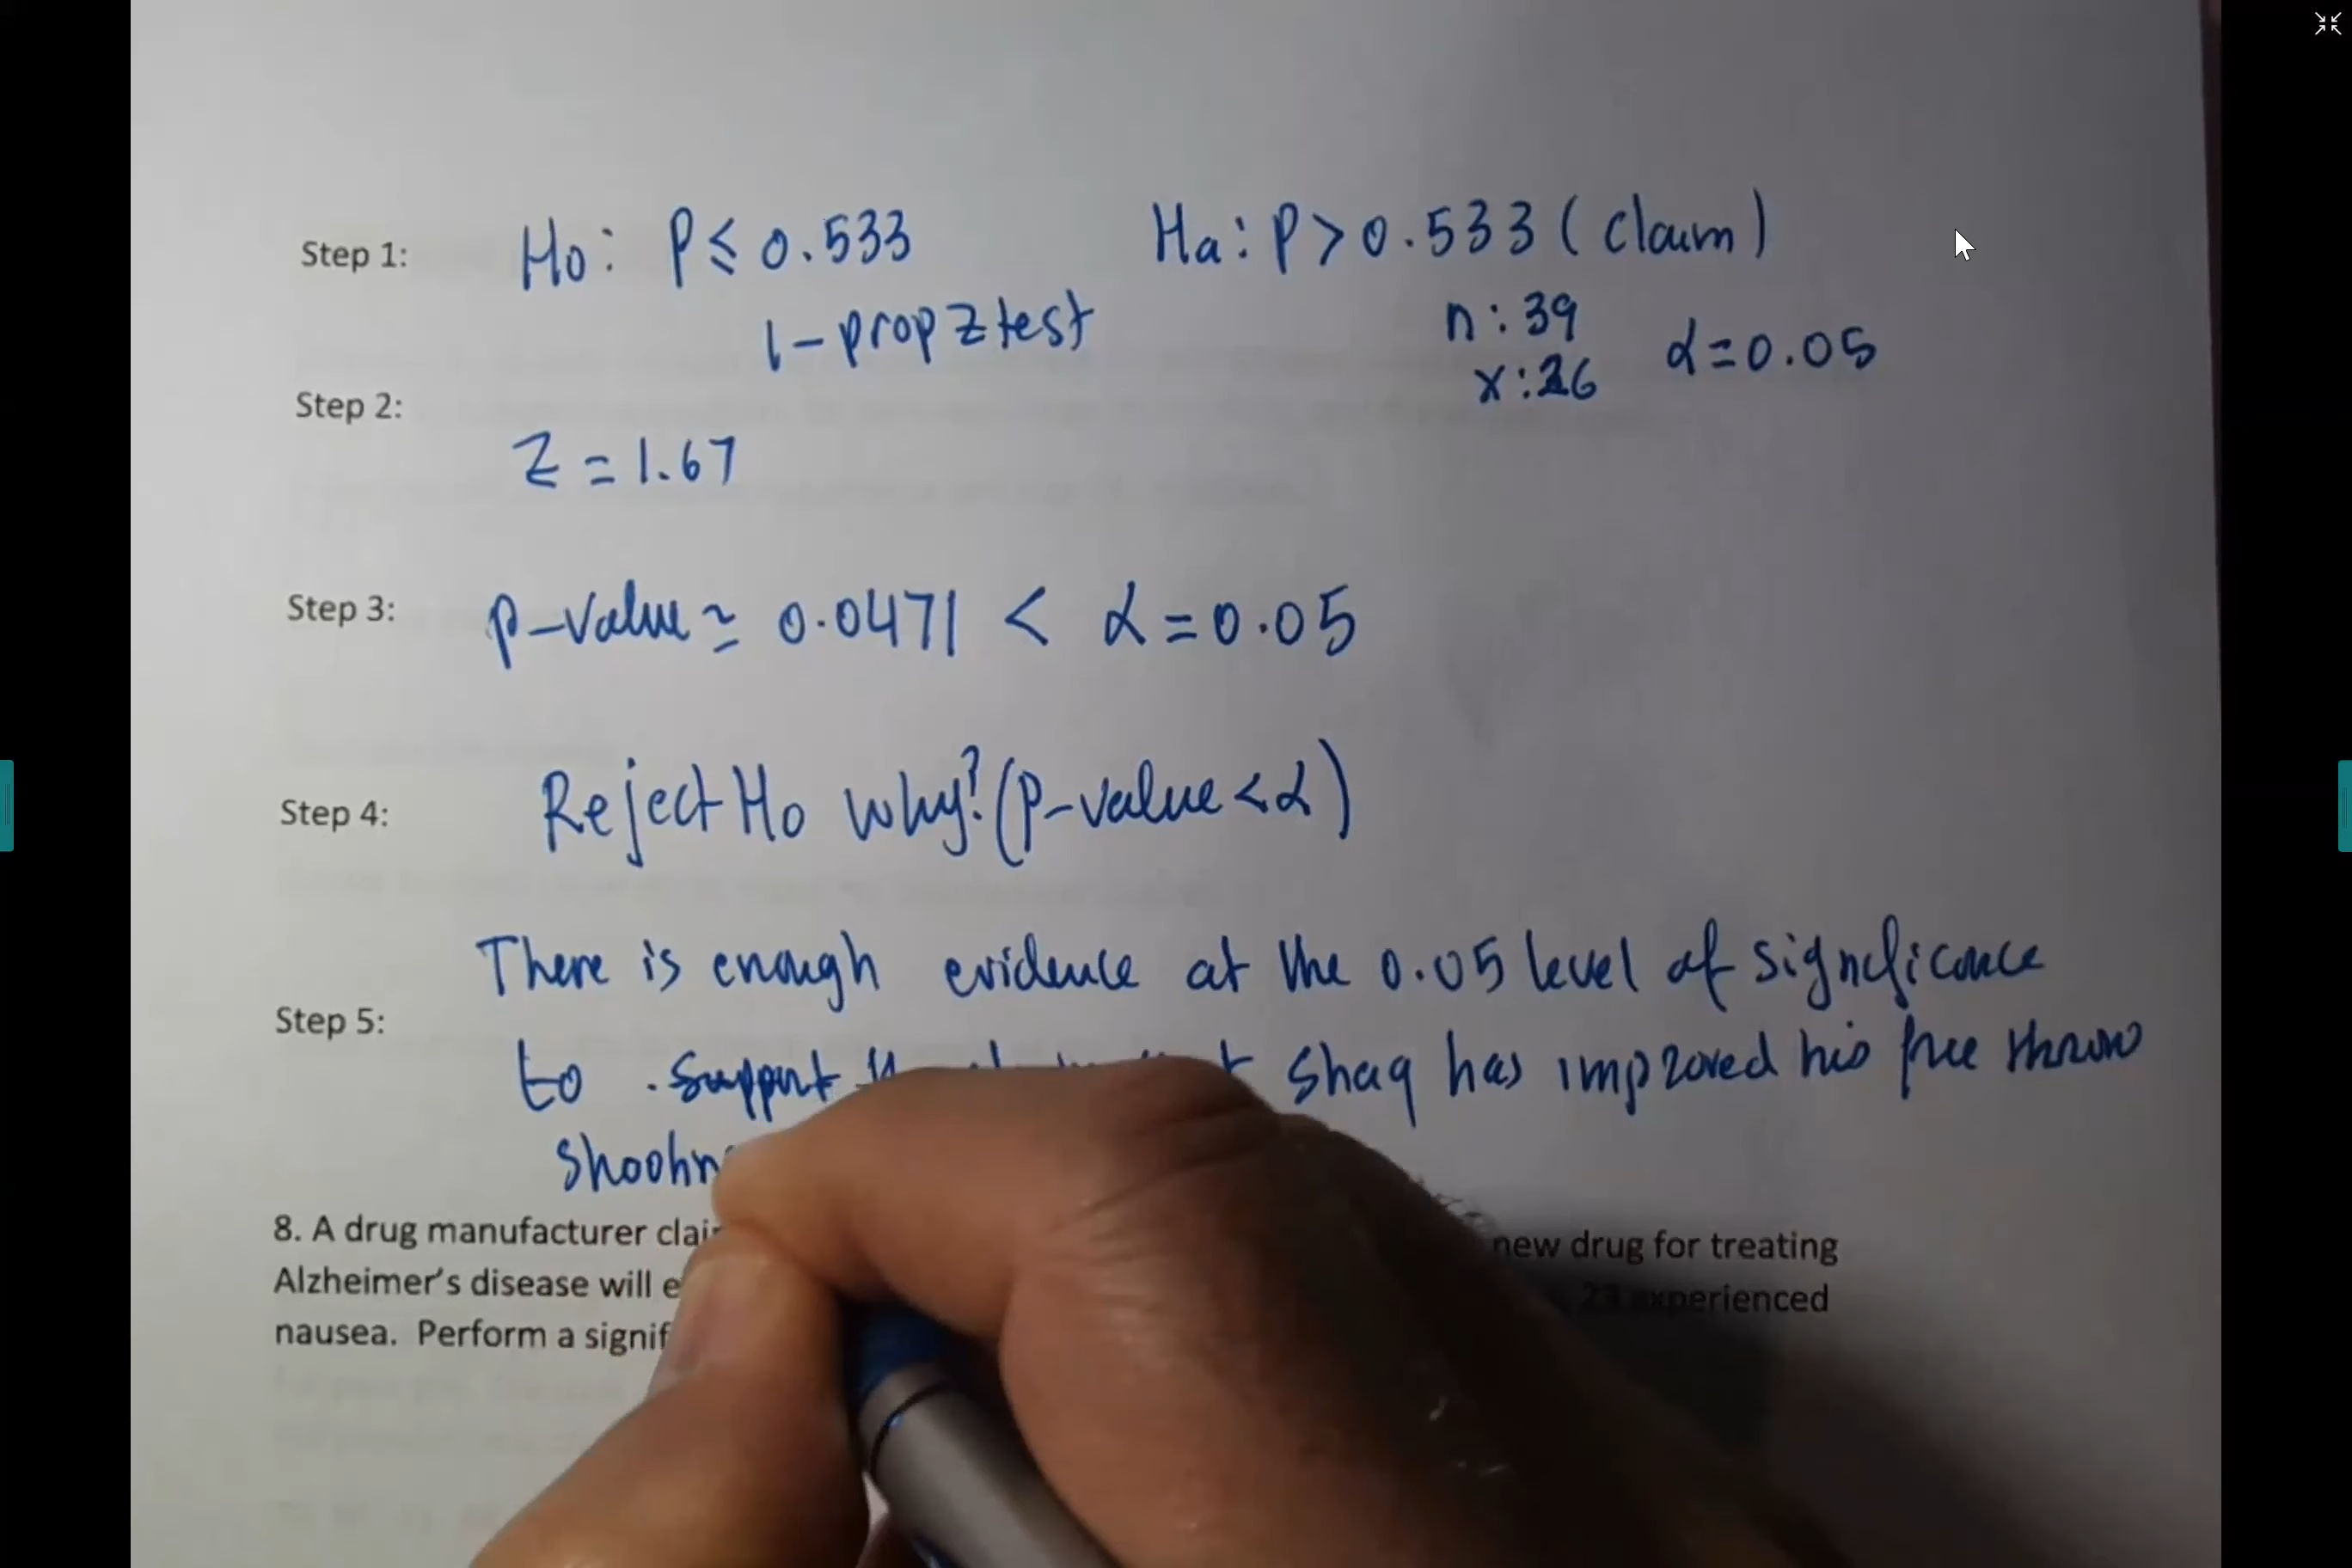 Step 1: Ho: P ≤ 0.533 Ha: P > 0.533 (claim)
1-prop Z test n: 39
x: 26 α = 0.05
Step 2:
Z = 1.67
Step 3: p-value ≃ 0.0471 < α = 0.05
Step 4: Reject Ho why? (P-value < α)
There is enough evidence at the 0.05 level of significance
Step 5:
to support Shaq has improved his free throw
8. A drug manufacturer new drug for treating
Alzheimer's disease will 23 experienced
nausea. Perform a